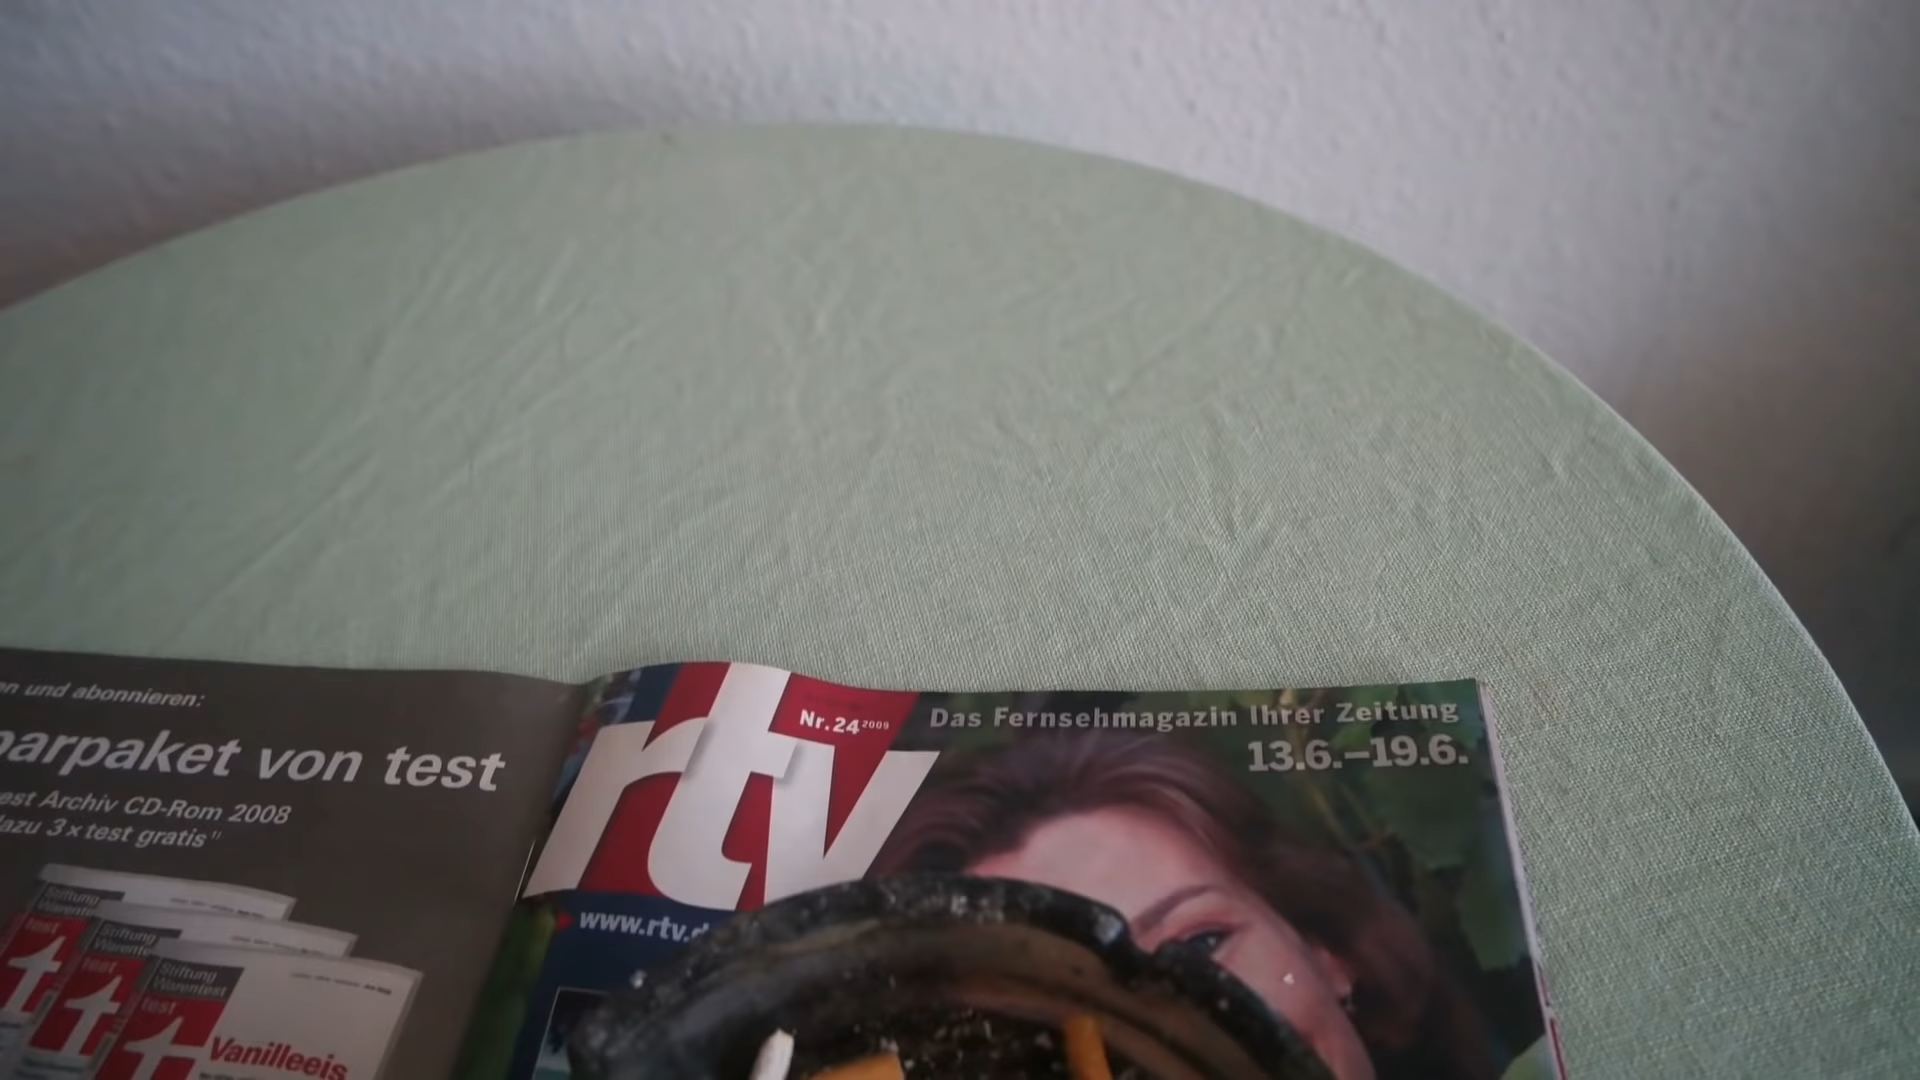 en und abonnieren:
parpaket von test
est Archiv CD-Rom 2008
dazu 3 x test gratis
Stiftung
Warentest
test
Stiftung
Warentest
test
Stiftung
Warentest
test
Vanilleeis
rtv
Nr. 24 2009
Das Fernsehmagazin Ihrer Zeitung
13.6.–19.6.
www.rtv.d